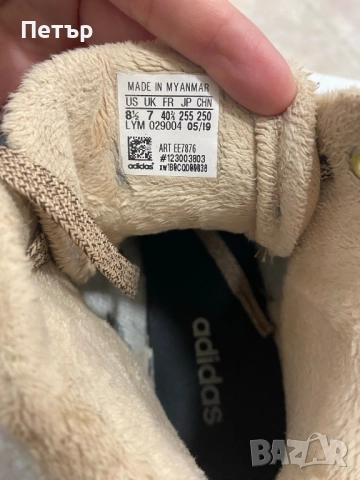 Петър
MADE IN MYANMAR
US UK FR JP CHN
8½ 7 40⅔ 255 250
LYM 029004 05/19
ART EE7876
#123003803
adidas
adidas
BAZAR